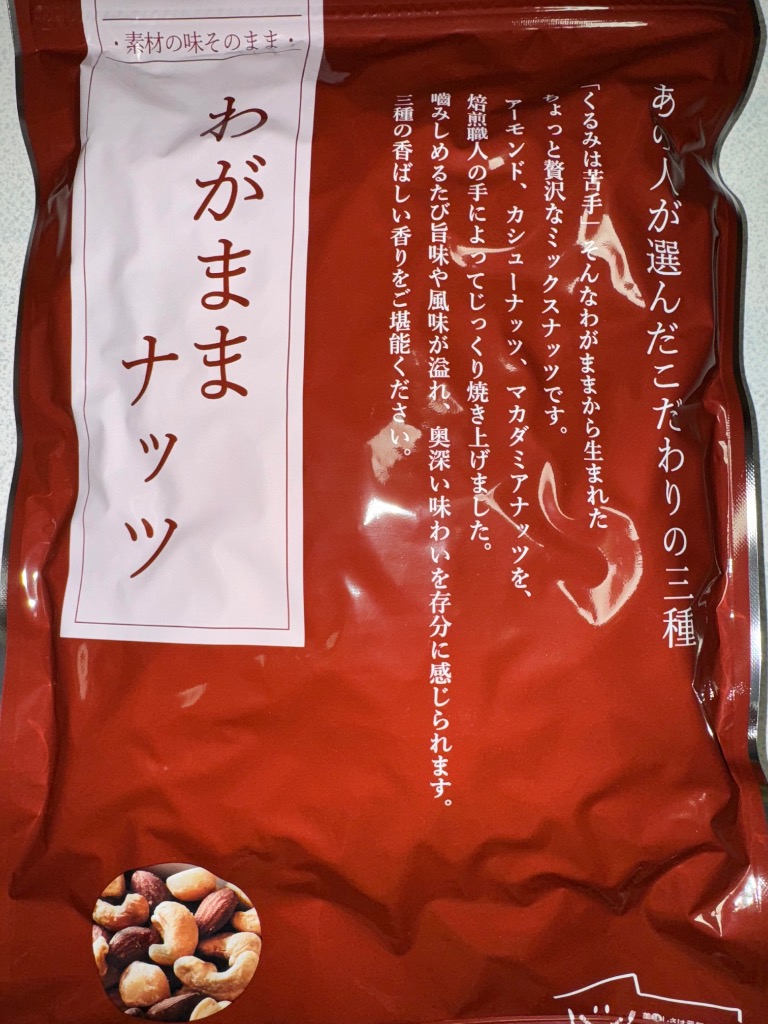 ・素材の味そのまま・
わがまま
ナッツ
あの人が選んだこだわりの三種
「くるみは苦手」そんなわがままから生まれた
ちょっと贅沢なミックスナッツです。
アーモンド、カシューナッツ、マカダミアナッツを、
焙煎職人の手によってじっくり焼き上げました。
嚙みしめるたび旨味や風味が溢れ、奥深い味わいを存分に感じられます。
三種の香ばしい香りをご堪能ください。